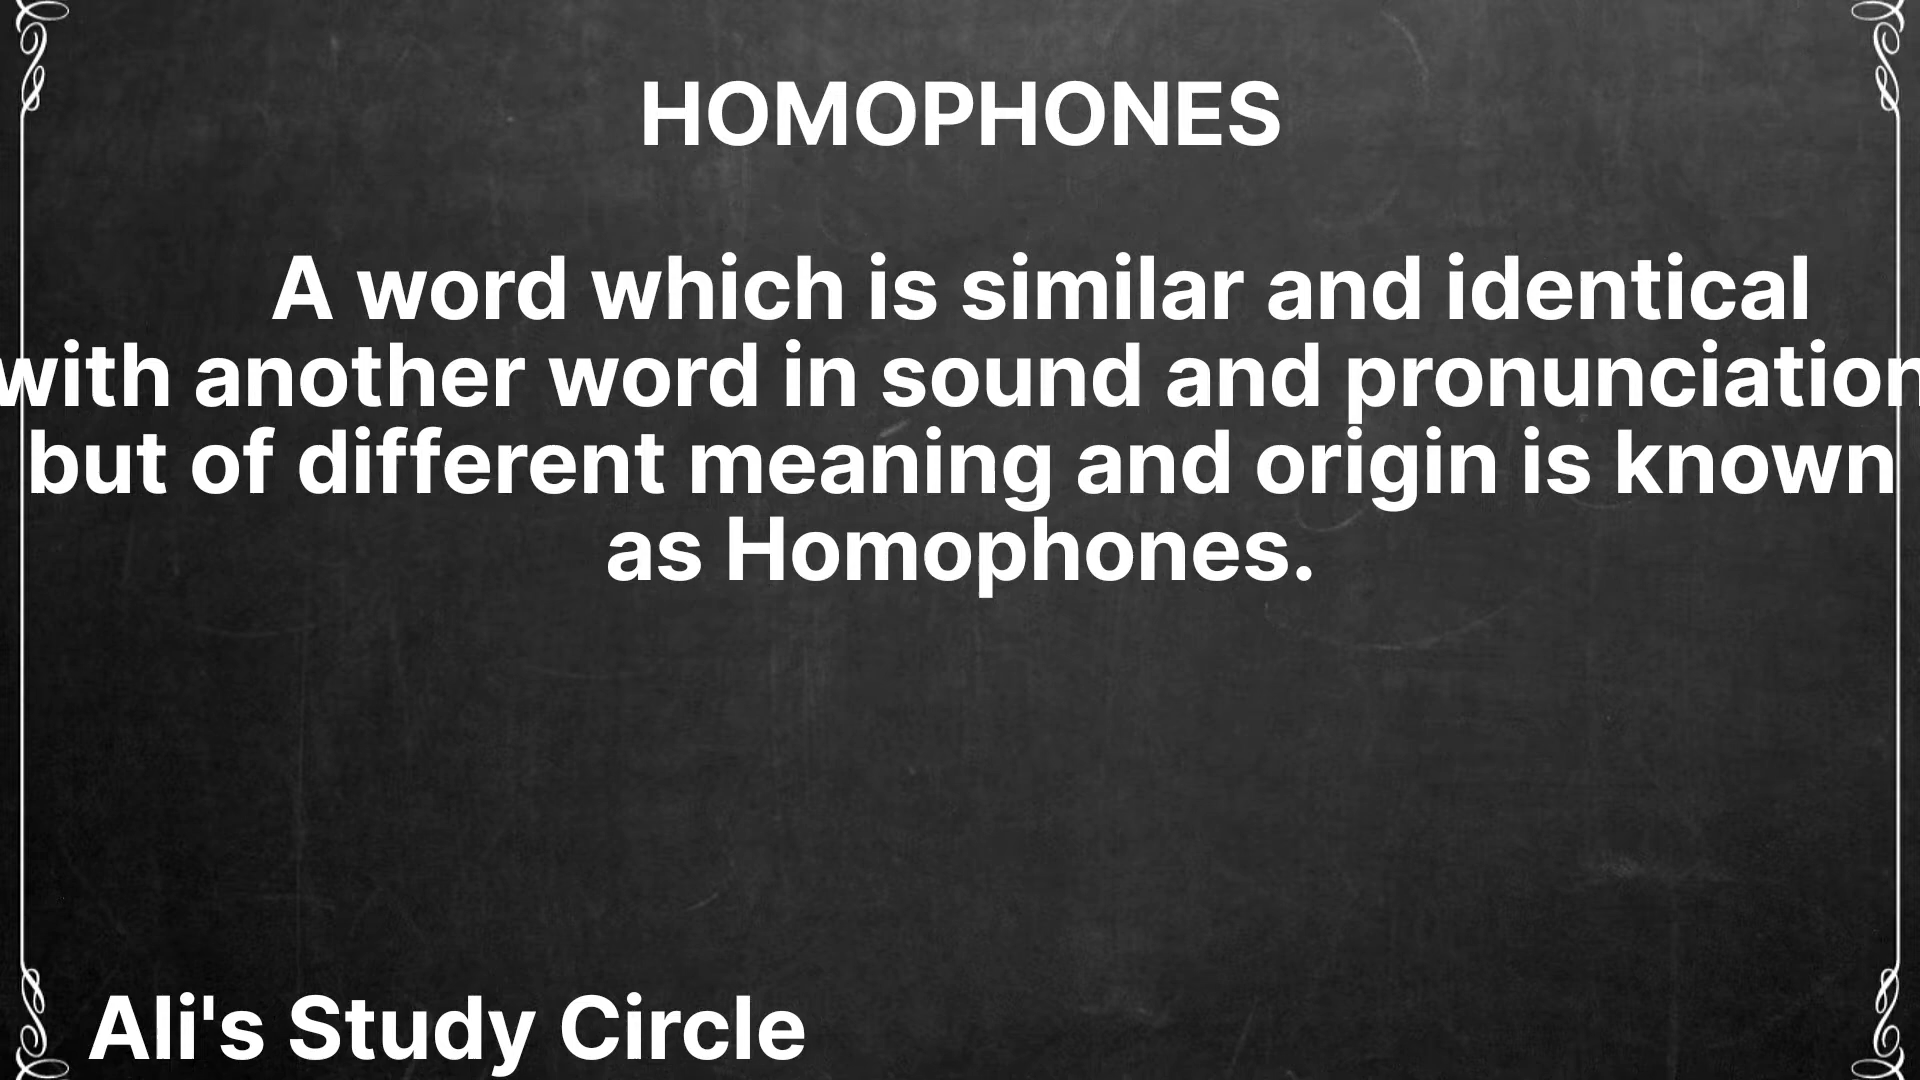 HOMOPHONES
A word which is similar and identical
with another word in sound and pronunciation
but of different meaning and origin is known
as Homophones.
Ali's Study Circle